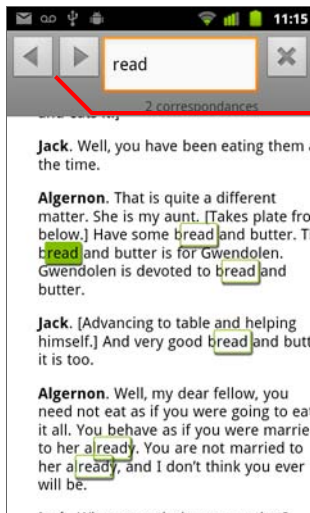 11:15
read
2 correspondances
and eats it.]
Jack. Well, you have been eating them a
the time.
Algernon. That is quite a different
matter. She is my aunt. [Takes plate fro
below.] Have some bread and butter. T
bread and butter is for Gwendolen.
Gwendolen is devoted to bread and
butter.
Jack. [Advancing to table and helping
himself.] And very good bread and butt
it is too.
Algernon. Well, my dear fellow, you
need not eat as if you were going to eat
it all. You behave as if you were marrie
to her already. You are not married to
her already, and I don't think you ever
will be.